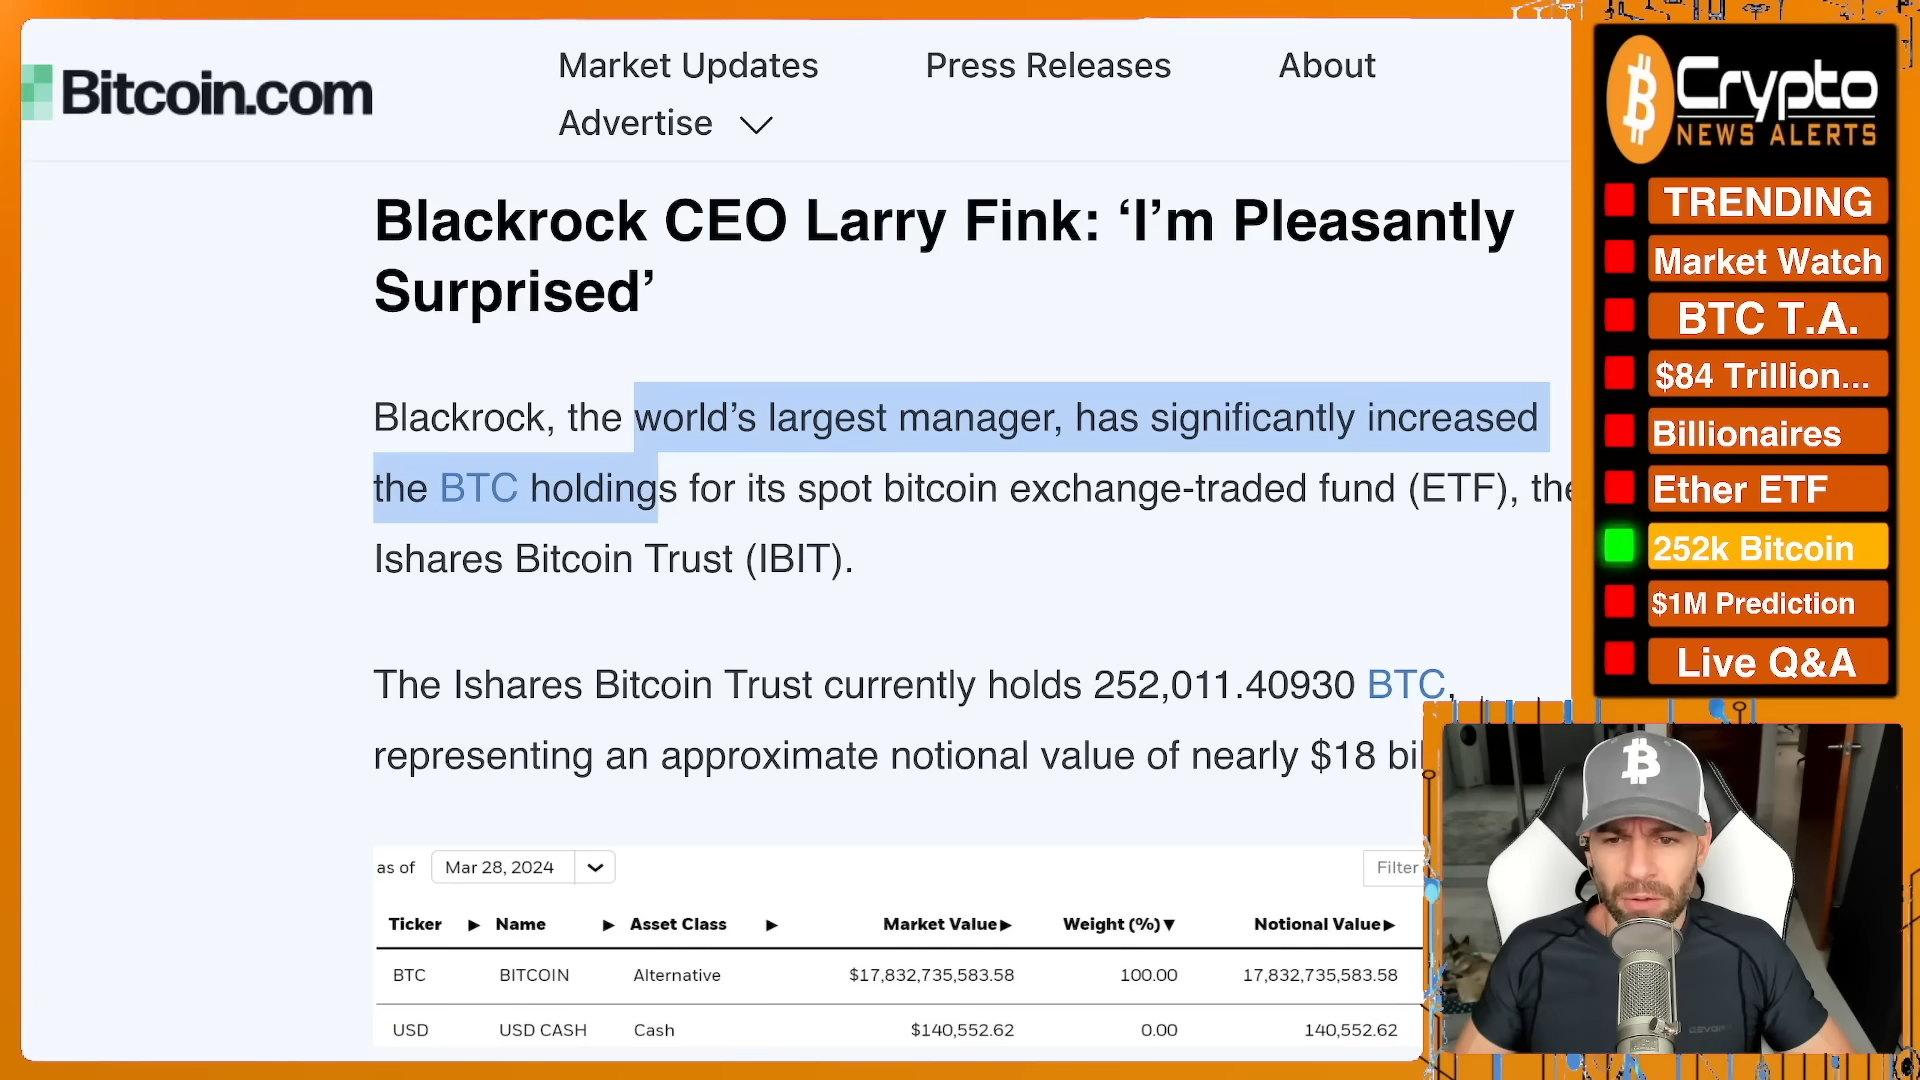 Bitcoin.com
Market Updates
Press Releases
About
Advertise
Blackrock CEO Larry Fink: ‘I’m Pleasantly
Surprised’
Blackrock, the world’s largest manager, has significantly increased
the BTC holdings for its spot bitcoin exchange-traded fund (ETF), the
Ishares Bitcoin Trust (IBIT).
The Ishares Bitcoin Trust currently holds 252,011.40930 BTC,
representing an approximate notional value of nearly $18 bil
as of Mar 28, 2024
Filter
Ticker Name Asset Class Market Value Weight (%) Notional Value
BTC BITCOIN Alternative $17,832,735,583.58 100.00 17,832,735,583.58
USD USD CASH Cash $140,552.62 0.00 140,552.62
Crypto
NEWS ALERTS
TRENDING
Market Watch
BTC T.A.
$84 Trillion...
Billionaires
Ether ETF
252k Bitcoin
$1M Prediction
Live Q&A